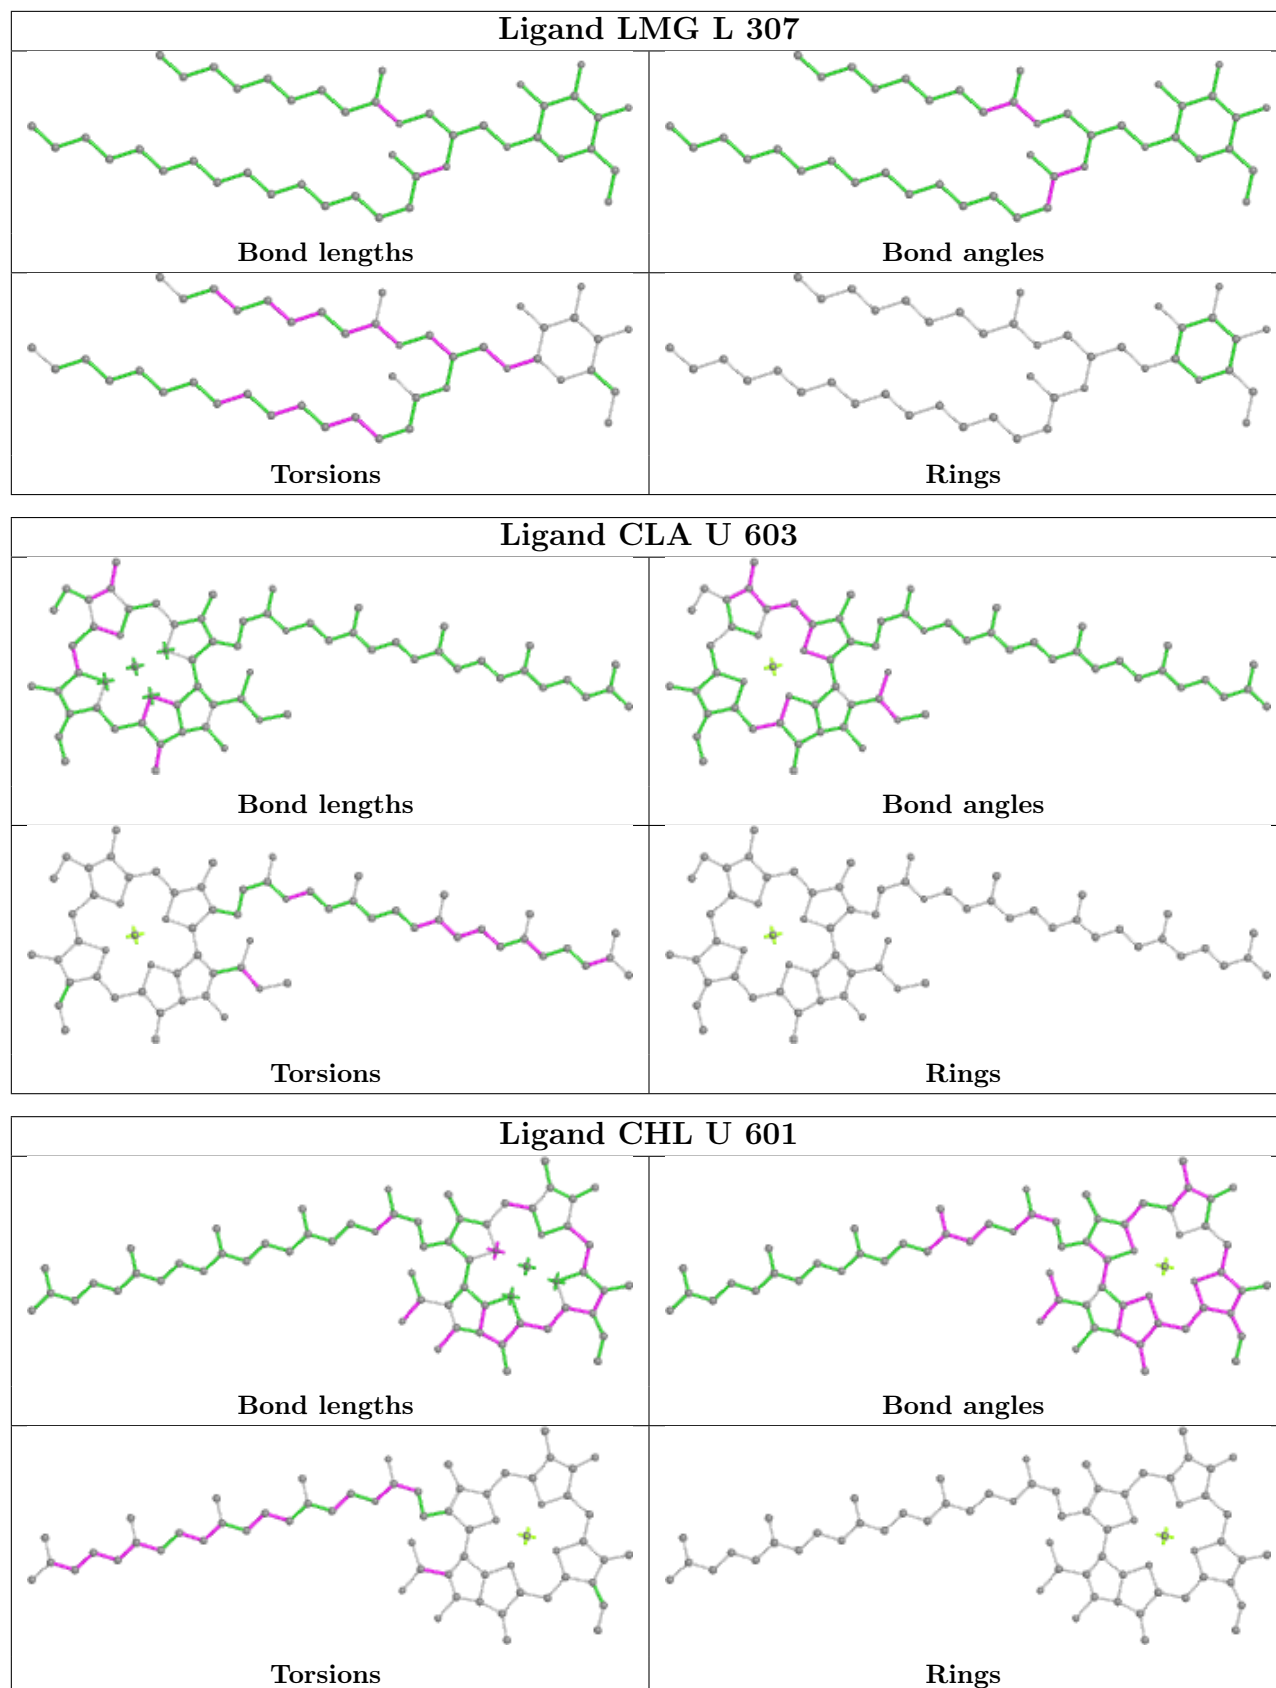 Ligand LMG L 307
Bond lengths
Bond angles
Torsions
Rings
Ligand CLA U 603
Bond lengths
Bond angles
Torsions
Rings
Ligand CHL U 601
Bond lengths
Bond angles
Torsions
Rings